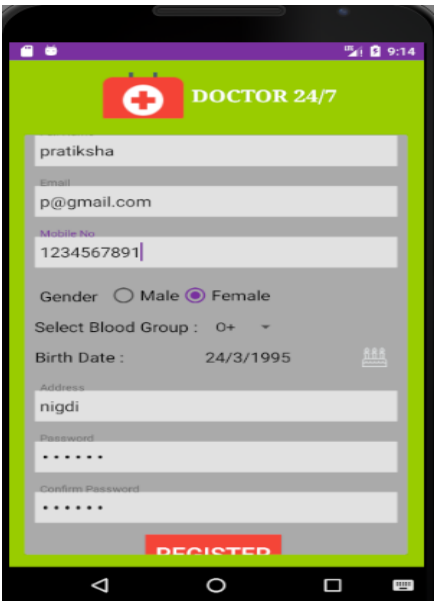 9:14
DOCTOR 24/7
pratiksha
Email
p@gmail.com
Mobile No
1234567891
Gender Male Female
Select Blood Group : O+
Birth Date : 24/3/1995
Address
nigdi
Password
••••••
Confirm Password
••••••
REGISTER